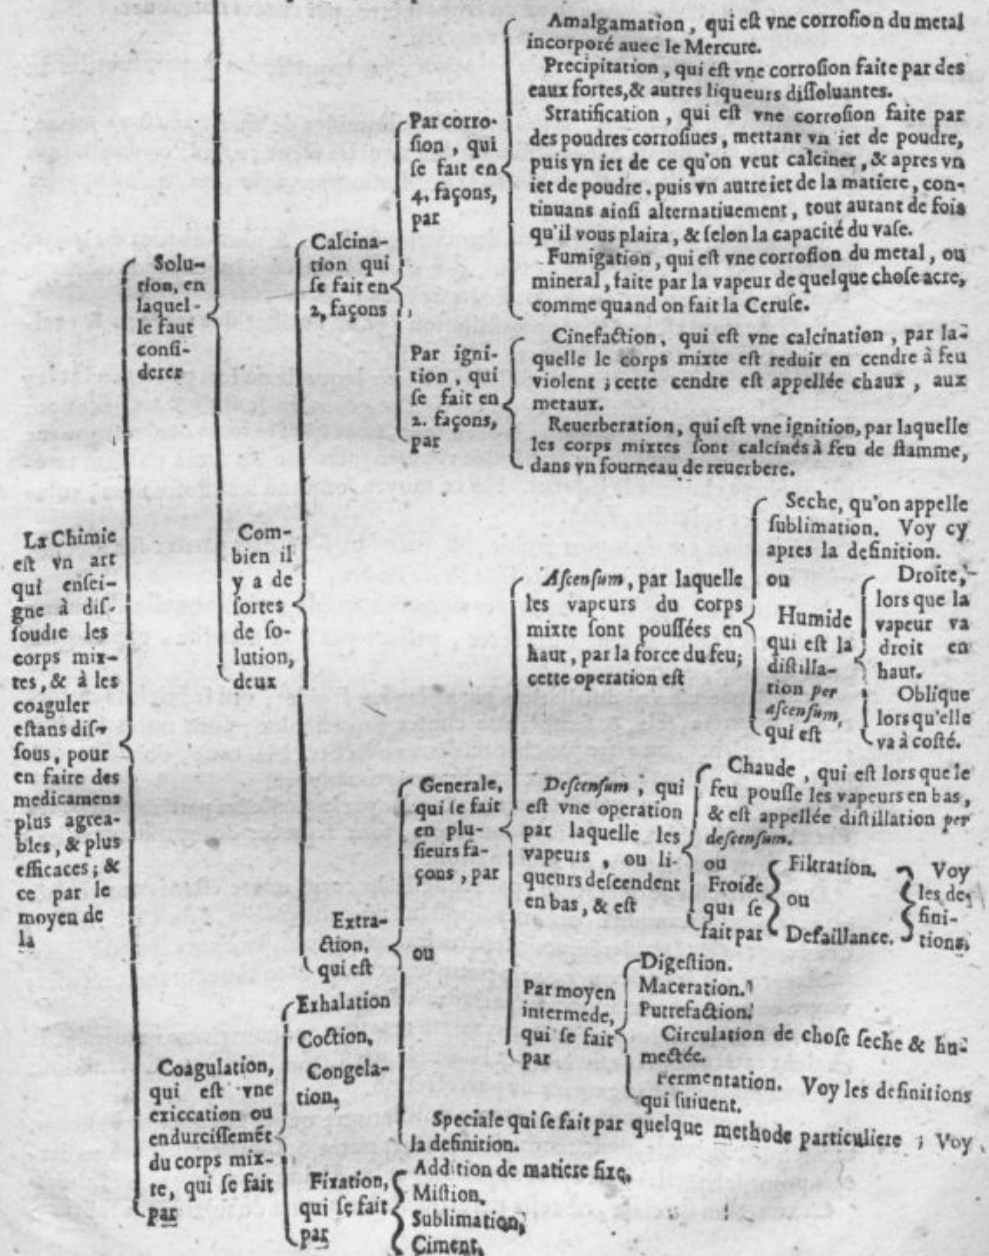 La Chimie
est vn art
qui ensei-
gne à dis-
soudre les
corps mix-
tes, & à les
coaguler
estans dis-
sous, pour
en faire des
medicamens
plus agrea-
bles, & plus
efficaces; &
ce par le
moyen de
la
Solu-
tion, en
laquel-
le faut
consi-
derer
Com-
bien il
y a de
sortes
de so-
lution,
deux
Calcina-
tion qui
se fait en
2, façons
Par corro-
sion, qui
se fait en
4. façons,
par
Amalgamation, qui est vne corrosion du metal
incorporé auec le Mercure.
Precipitation, qui est vne corrosion faite par des
eaux fortes, & autres liqueurs dissoluantes.
Stratification, qui est vne corrosion faite par
des poudres corrosiues, mettant vn iet de poudre,
puis vn iet de ce qu'on veut calciner, & apres vn
iet de poudre, puis vn autre iet de la matiere, con-
tinuans ainsi alternatiuement, tout autant de fois
qu'il vous plaira, & selon la capacité du vase.
Fumigation, qui est vne corrosion du metal, ou
mineral, faite par la vapeur de quelque chose acre,
comme quand on fait la Ceruse.
Par igni-
tion, qui
se fait en
2. façons,
par
Cinefaction, qui est vne calcination, par la-
quelle le corps mixte est reduit en cendre à feu
violent; cette cendre est appellée chaux, aux
metaux.
Reuerberation, qui est vne ignition, par laquelle
les corps mixtes sont calcinés à feu de flamme,
dans vn fourneau de reuerbere.
Extra-
ction,
qui est
Generale,
qui se fait
en plu-
sieurs fa-
çons, par
Ascensum, par laquelle
les vapeurs du corps
mixte sont poussées en
haut, par la force du feu;
cette operation est
Seche, qu'on appelle
sublimation. Voy cy
apres la definition.
ou
Humide
qui est la
distilla-
tion per
ascensum,
qui est
Droite,
lors que la
vapeur va
droit en
haut.
Oblique
lors qu'elle
va à costé.
Descensum, qui
est vne operation
par laquelle les
vapeurs, ou li-
queurs descendent
en bas, & est
Chaude, qui est lors que le
feu pousse les vapeurs en bas,
& est appellée distillation per
descensum.
ou
Froide
qui se
fait par
Filtration.
ou
Defaillance.
Voy
les de-
fini-
tions,
Par moyen
intermede,
qui se fait
par
Digestion.
Maceration.
Putrefaction.
Circulation de chose seche & hu-
mectée.
Fermentation. Voy les definitions
qui suiuent.
ou
Speciale qui se fait par quelque methode particuliere; Voy
la definition.
Coagulation,
qui est vne
exiccation ou
endurcissemẽt
du corps mix-
te, qui se fait
par
Exhalation
Coction,
Congela-
tion,
Fixation,
qui se fait
par
Addition de matiere fixe,
Mistion.
Sublimation,
Ciment,